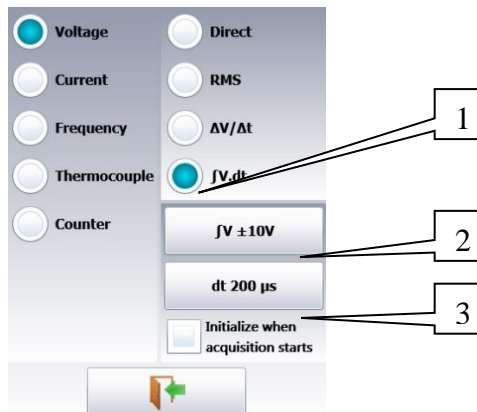 Voltage
Direct
Current
RMS
1
Frequency
ΔV/Δt
Thermocouple
∫V.dt
Counter
∫V ±10V
2
dt 200 µs
3
Initialize when
acquisition starts